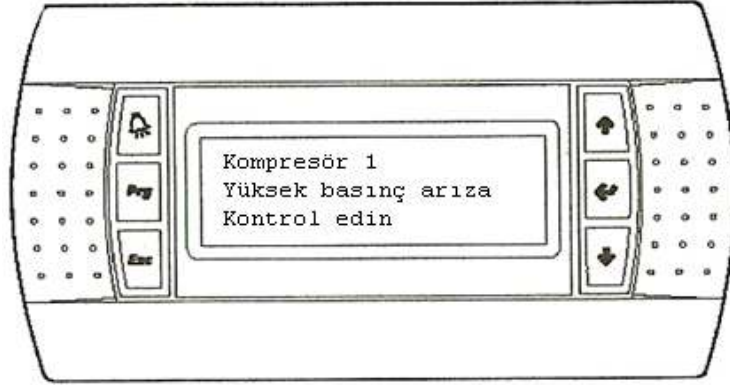 Prg
Esc
Kompresör 1
Yüksek basınç arıza
Kontrol edin